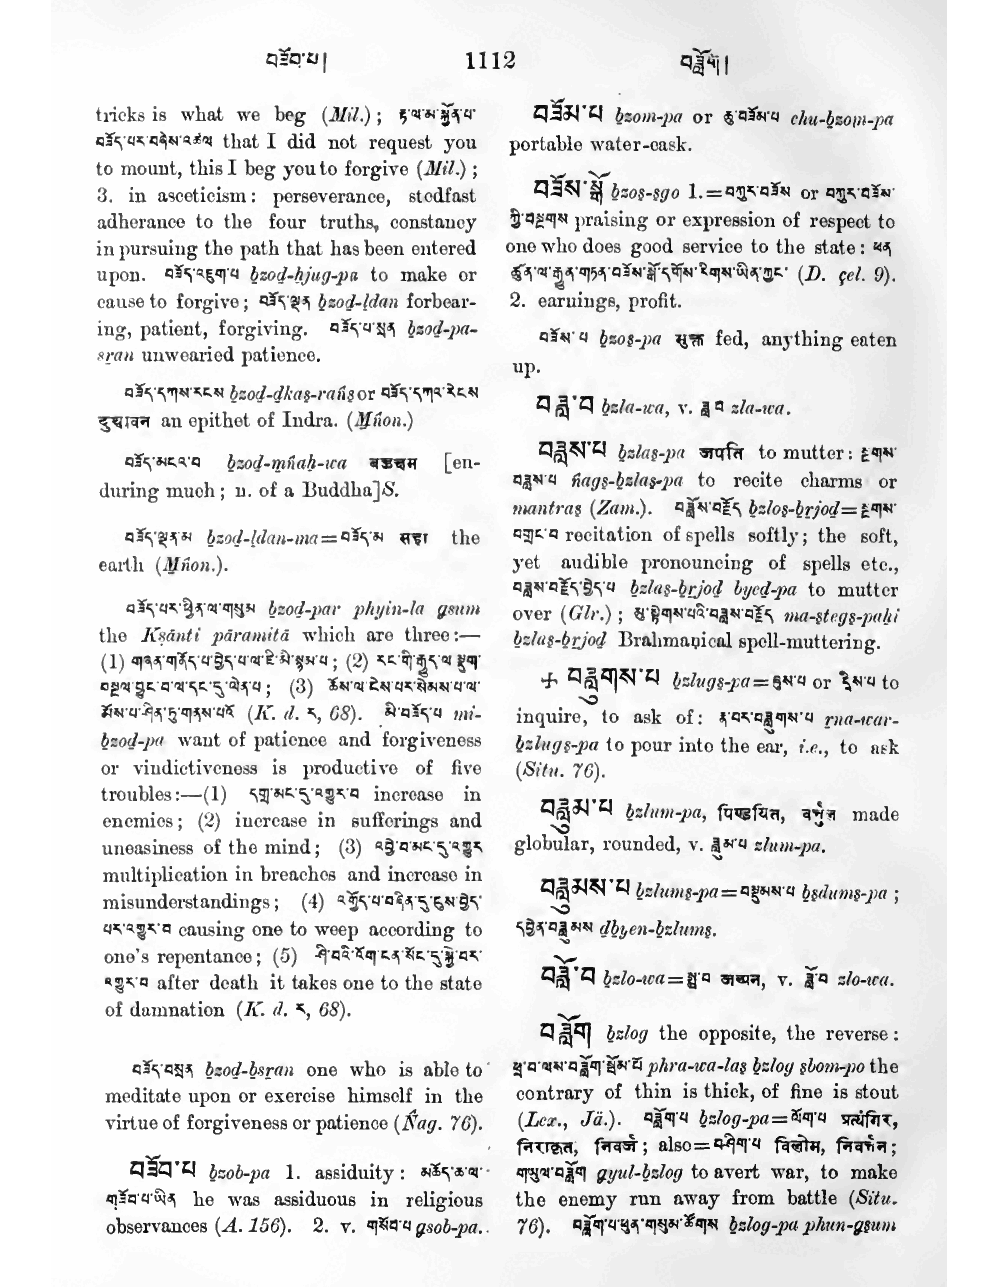 བཟོབ་པ།
1112
བཟློག།
tricks is what we beg (Mil.); རྟ་ལ་མ་སྐྱོན་པ་
བཟོད་པར་བཤེས་འཚལ that I did not request you
to mount, this I beg you to forgive (Mil.);
3. in asceticism: perseverance, stedfast
adherance to the four truths, constancy
in pursuing the path that has been entered
upon. བཟོད་འཇུག་པ bzod-hjug-pa to make or
cause to forgive; བཟོད་ལྡན bzod-ldan forbear-
ing, patient, forgiving. བཟོད་པ་སྲན bzod-pa-
sran unwearied patience.
བཟོད་དཀས་རངས bzod-dkas-rańs or བཟོད་དཀའ་རེངས
an epithet of Indra. (Mńon.)
བཟོད་མངའ་བ bzod-mńaḥ-wa [en-
during much; n. of a Buddha]S.
བཟོད་ལྡན་མ bzod-ldan-ma=བཟོད་མ सहा the
earth (Mńon.).
བཟོད་པར་ཕྱིན་ལ་གསུམ bzod-par phyin-la gsum
the Kṣānti pāramitā which are three:—
(1) གཞན་གནོད་པ་བྱེད་པ་ལ་ཇི་མི་སྙམ་པ; (2) རང་གི་རྒྱུད་ལ་སྡུག་
བསྔལ་བྱུང་བ་ལ་དང་དུ་ལེན་པ; (3) ཆོས་ལ་ངེས་པར་སེམས་པ་ལ་
མོས་པ་ཤིན་ཏུ་གནས་པའོ (K. d. ར, 68). མི་བཟོད་པ mi-
bzod-pa want of patience and forgiveness
or vindictiveness is productive of five
troubles:—(1) དགྲ་མང་དུ་འགྱུར་བ increase in
enemies; (2) increase in sufferings and
uneasiness of the mind; (3) འབྱེ་བ་མང་དུ་འགྱུར
multiplication in breaches and increase in
misunderstandings; (4) འགྱོད་པ་བཞིན་དུ་ངུས་བྱེད་
པར་འགྱུར་བ causing one to weep according to
one's repentance; (5) ཤི་བའི་འོག་ངན་སོང་དུ་སྐྱེ་བར་
འགྱུར་བ after death it takes one to the state
of damnation (K. d. ར, 68).
བཟོད་བསྲན bzod-bsran one who is able to
meditate upon or exercise himself in the
virtue of forgiveness or patience (Ńag. 76).
བཟོབ་པ bzob-pa 1. assiduity: མཆོད་ཆ་ལ་
གཟོབ་པ་ཡིན he was assiduous in religious
observances (A. 156). 2. v. གསོབ་པ gsob-pa.
བཟོམ་པ bzom-pa or ཆུ་བཟོམ་པ chu-bzom-pa
portable water-cask.
བཟོས་སྒོ bzos-sgo 1.=བཀུར་བཟོས or བཀུར་བཟོས་
ཀྱི་བསྔགས praising or expression of respect to
one who does good service to the state: ཕན
ཚུན་ལ་རྒྱུན་གཏན་བཟོས་སྒོ་དགོས་རིགས་ཡིན་ཀྱང་ (D. çel. 9).
2. earnings, profit.
བཟོས་པ bzos-pa भुक्त fed, anything eaten
up.
བཟླ་བ bzla-wa, v. ཟླ་བ zla-wa.
བཟླས་པ bzlas-pa जपति to mutter: སྔགས་
བཟླས་པ ńags-bzlas-pa to recite charms or
mantras (Zam.). བཟློས་བརྗོད bzlos-brjod=སྔགས་
བཀྲང་བ recitation of spells softly; the soft,
yet audible pronouncing of spells etc.,
བཟླས་བརྗོད་བྱེད་པ bzlas-brjod byed-pa to mutter
over (Glr.); མུ་སྟེགས་པའི་བཟླས་བརྗོད ma-stegs-paḥi
bzlas-brjod Brahmaṇical spell-muttering.
+ བཟླུགས་པ bzlugs-pa=ཞུས་པ or དྲིས་པ to
inquire, to ask of: རྣ་བར་བཟླུགས་པ rna-war-
bzlugs-pa to pour into the ear, i.e., to ask
(Situ. 76).
བཟླུམ་པ bzlum-pa, पिण्डयित, made
globular, rounded, v. ཟླུམ་པ zlum-pa.
བཟླུམས་པ bzlums-pa=བསྡུམས་པ bsdums-pa;
དབྱེན་བཟླུམས dbyen-bzlums.
བཟློ་བ bzlo-wa=སྨྲ་བ जल्पन, v. ཟློ་བ zlo-wa.
བཟློག bzlog the opposite, the reverse:
ཕྲ་བ་ལས་བཟློག་སྦོམ་པོ phra-wa-las bzlog sbom-po the
contrary of thin is thick, of fine is stout
(Lex., Jä.). བཟློག་པ bzlog-pa=ལོག་པ प्रत्यंगिर,
निराकृत, निवर्ज; also=བཤིག་པ विलोम, निवर्त्तन;
གཡུལ་བཟློག gyul-bzlog to avert war, to make
the enemy run away from battle (Situ.
76). བཟློག་པ་ཕུན་གསུམ་ཚོགས bzlog-pa phun-gsum